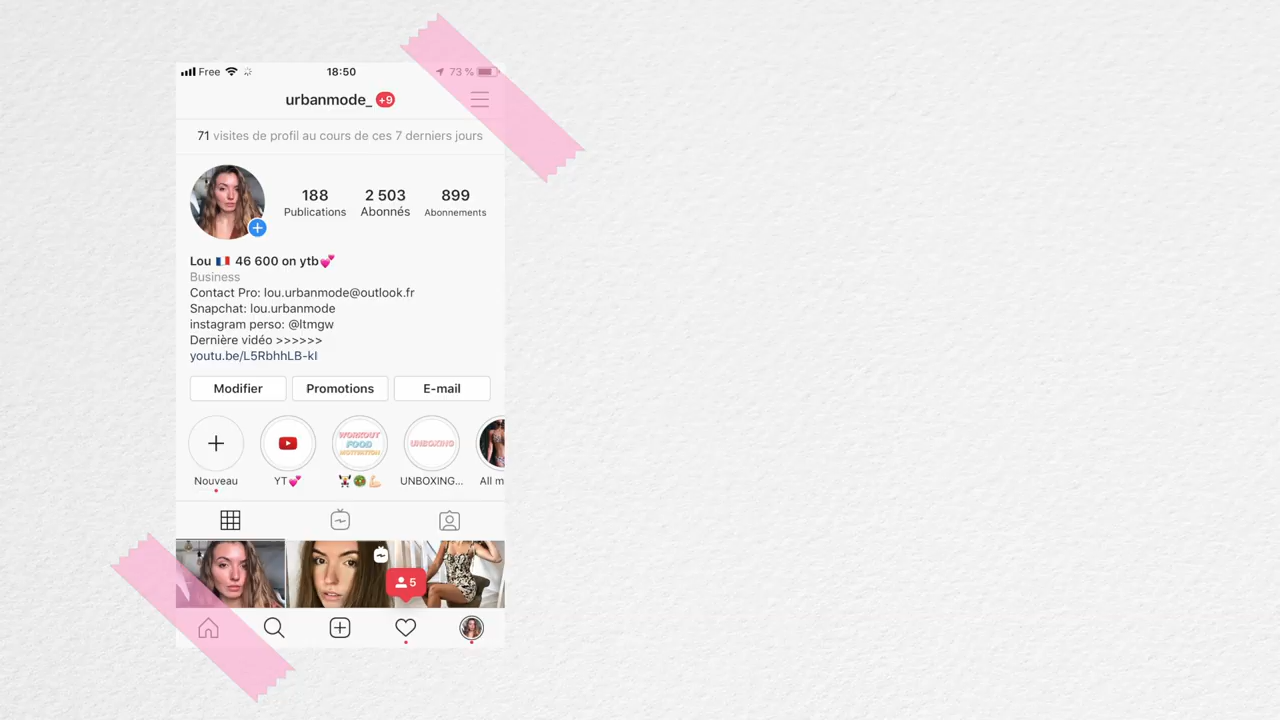 Free 18:50 73 %
urbanmode_ +9
71 visites de profil au cours de ces 7 derniers jours
188 2 503 899
Publications Abonnés Abonnements
Lou 🇫🇷 46 600 on ytb💕
Business
Contact Pro: lou.urbanmode@outlook.fr
Snapchat: lou.urbanmode
instagram perso: @ltmgw
Dernière vidéo >>>>>>
youtu.be/L5RbhhLB-kI
Modifier Promotions E-mail
WORKOUT
FOOD
MOTIVATION
UNBOXING
Nouveau YT💕 🏋️🥝💪🏻 UNBOXING... All m
5